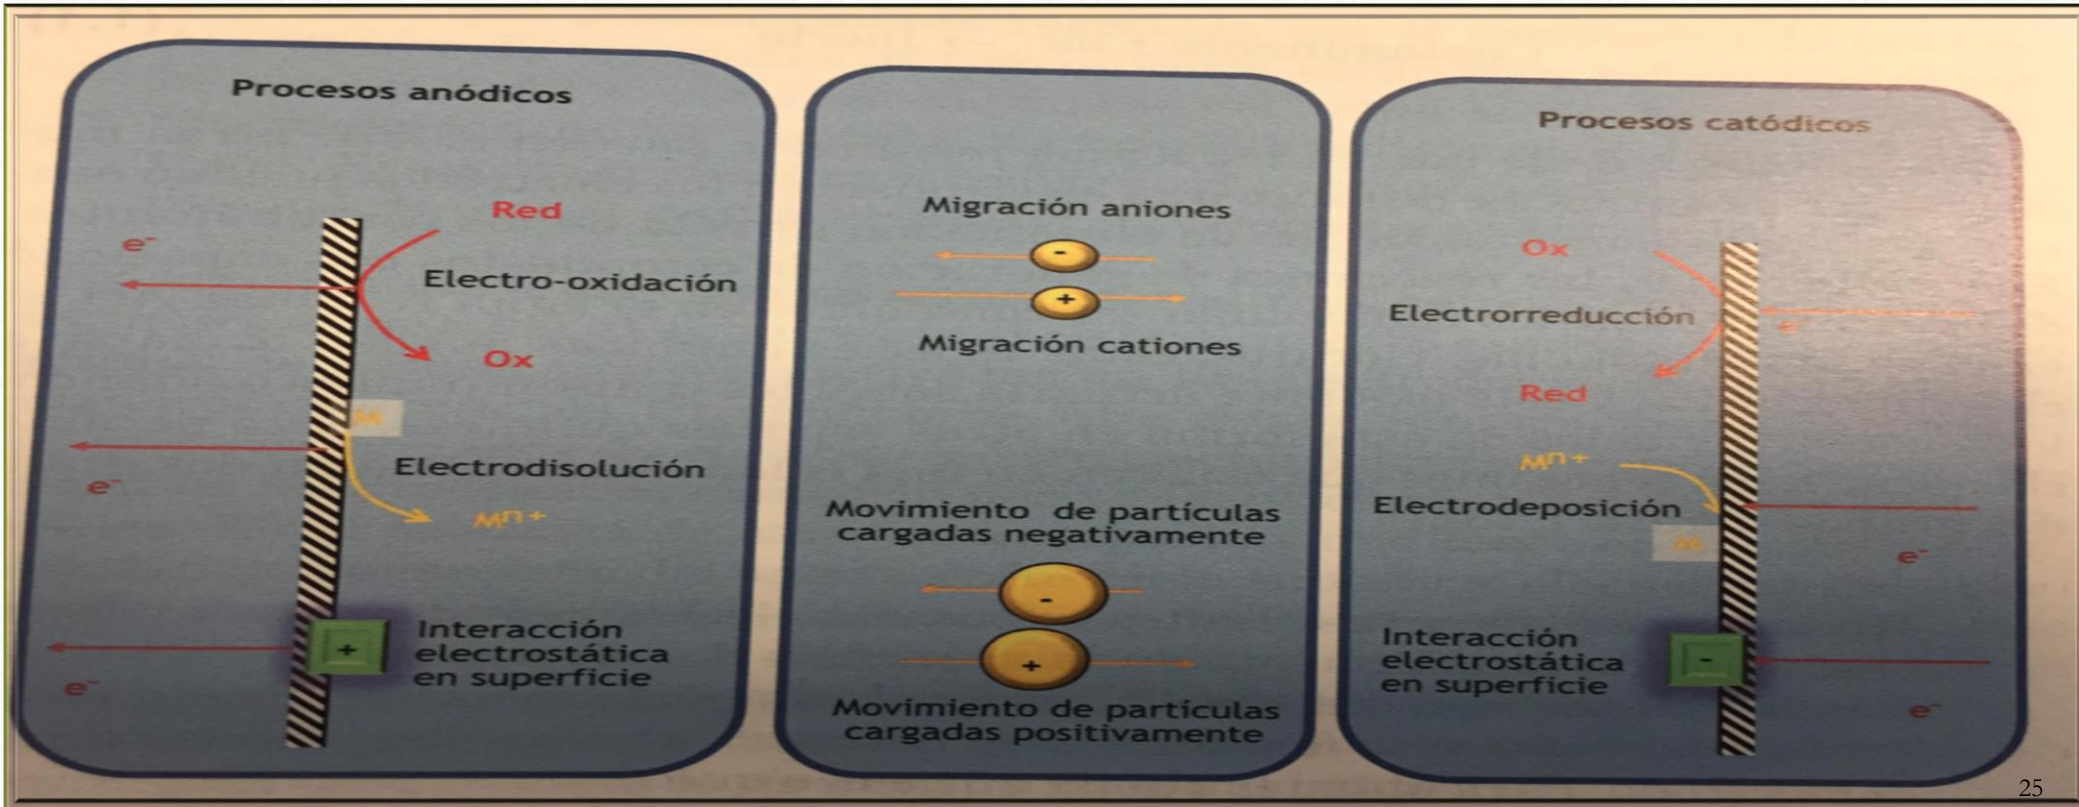 Procesos anódicos
Red
e⁻
Electro-oxidación
Ox
M
Electrodisolución
e⁻
Mⁿ⁺
+
Interacción
electrostática
en superficie
e⁻
Migración aniones
-
+
Migración cationes
Movimiento de partículas
cargadas negativamente
-
+
Movimiento de partículas
cargadas positivamente
Procesos catódicos
Ox
Electrorreducción
e⁻
Red
Mⁿ⁺
Electrodeposición
M
e⁻
Interacción
electrostática
en superficie
-
e⁻
25